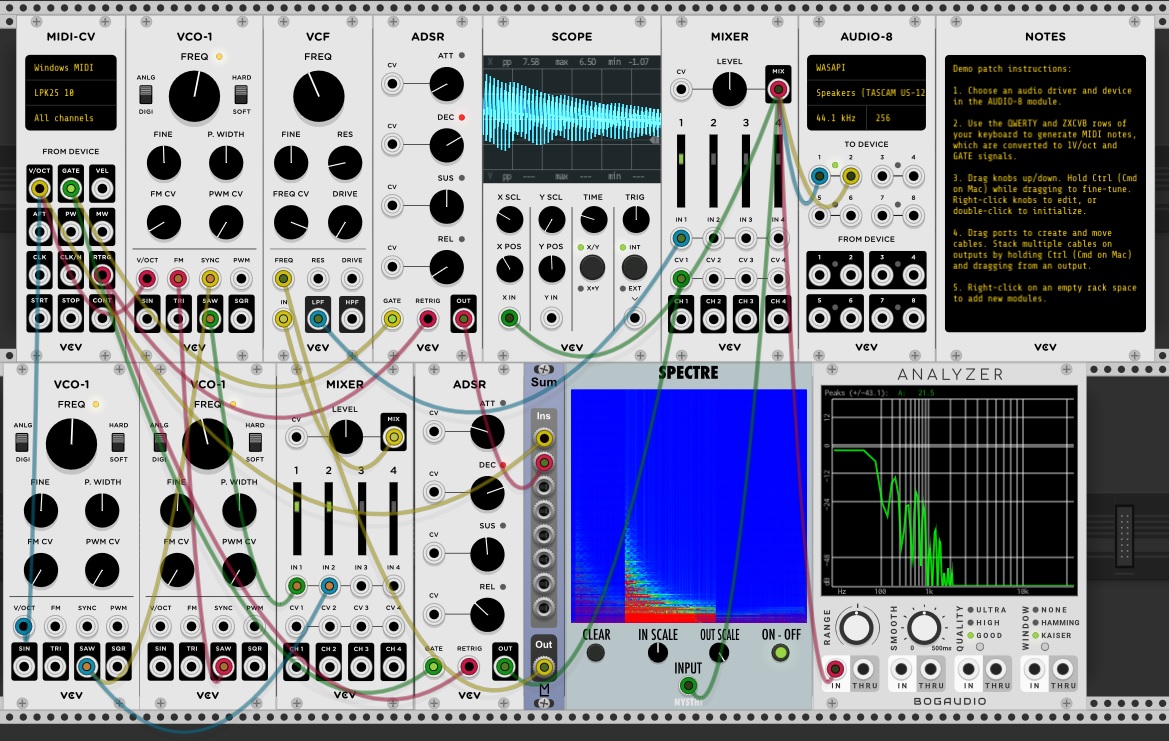 MIDI-CV
Windows MIDI
LPK25 10
All channels
FROM DEVICE
V/OCT GATE VEL
AFT PW MW
CLK CLK/N RTRG
STRT STOP CONT
VCV
VCO-1
FREQ
ANLG HARD
DIGI SOFT
FINE P. WIDTH
FM CV PWM CV
V/OCT FM SYNC PWM
SIN TRI SAW SQR
VCV
VCF
FREQ
FINE RES
FREQ CV DRIVE
FREQ RES DRIVE
IN LPF HPF
VCV
ADSR
ATT
CV
DEC
CV
SUS
CV
REL
CV
GATE RETRIG OUT
VCV
SCOPE
X pp 7.58 max 6.50 min -1.07
Y pp --- max --- min ---
X SCL Y SCL TIME TRIG
X POS Y POS X/Y INT
X×Y EXT
X IN Y IN
VCV
MIXER
LEVEL
CV MIX
1 2 3 4
IN 1 IN 2 IN 3 IN 4
CV 1 CV 2 CV 3 CV 4
CH 1 CH 2 CH 3 CH 4
VCV
AUDIO-8
WASAPI
Speakers (TASCAM US-12
44.1 kHz 256
TO DEVICE
1 2 3 4
5 6 7 8
FROM DEVICE
1 2 3 4
5 6 7 8
VCV
NOTES
Demo patch instructions:
1. Choose an audio driver and device
in the AUDIO-8 module.
2. Use the QWERTY and ZXCVB rows of
your keyboard to generate MIDI notes,
which are converted to 1V/oct and
GATE signals.
3. Drag knobs up/down. Hold Ctrl (Cmd
on Mac) while dragging to fine-tune.
Right-click knobs to edit, or
double-click to initialize.
4. Drag ports to create and move
cables. Stack multiple cables on
outputs by holding Ctrl (Cmd on Mac)
and dragging from an output.
5. Right-click on an empty rack space
to add new modules.
VCV
VCO-1
FREQ
ANLG HARD
DIGI SOFT
FINE P. WIDTH
FM CV PWM CV
V/OCT FM SYNC PWM
SIN TRI SAW SQR
VCV
VCO-1
FREQ
ANLG HARD
DIGI SOFT
FINE P. WIDTH
FM CV PWM CV
V/OCT FM SYNC PWM
SIN TRI SAW SQR
VCV
MIXER
LEVEL
CV MIX
1 2 3 4
IN 1 IN 2 IN 3 IN 4
CV 1 CV 2 CV 3 CV 4
CH 1 CH 2 CH 3 CH 4
VCV
ADSR
ATT
CV
DEC
CV
SUS
CV
REL
CV
GATE RETRIG OUT
VCV
Sum
Ins
Out
M
SPECTRE
CLEAR IN SCALE OUT SCALE ON - OFF
INPUT
ANALYZER
Peaks (+/-43.1): A: 21.5
12
0
-24
-48
dB
Hz 100 1k 10k
RANGE SMOOTH QUALITY WINDOW
0 500ms
ULTRA NONE
HIGH HAMMING
GOOD KAISER
IN THRU IN THRU IN THRU IN THRU
BOGAUDIO